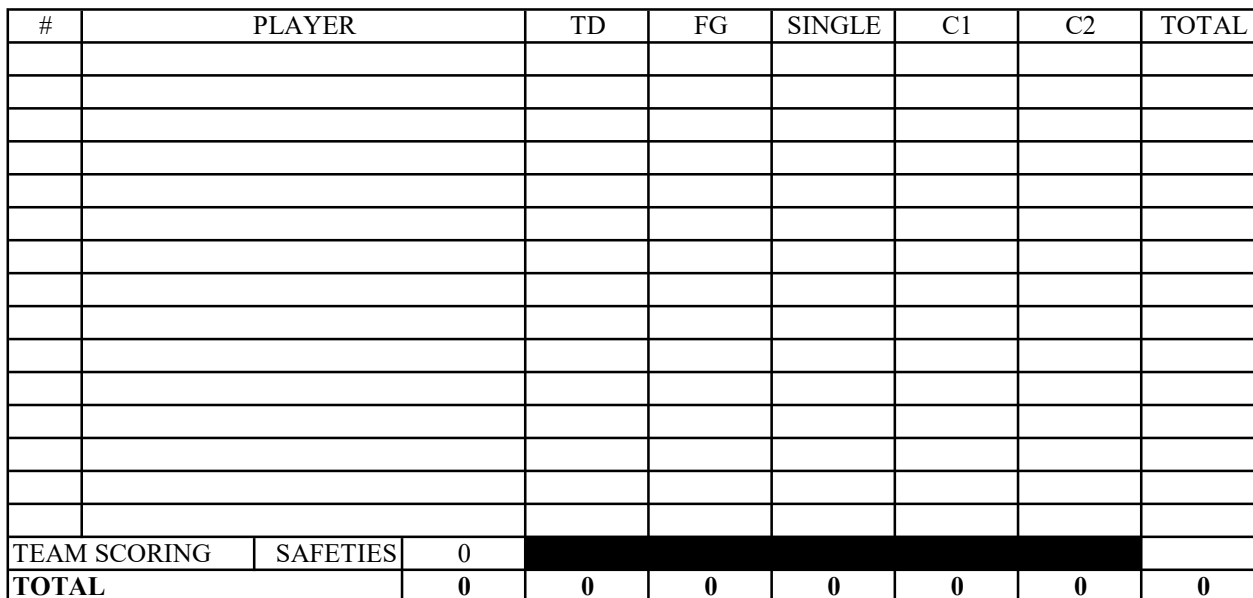 # PLAYER TD FG SINGLE C1 C2 TOTAL
TEAM SCORING SAFETIES 0
TOTAL 0 0 0 0 0 0 0